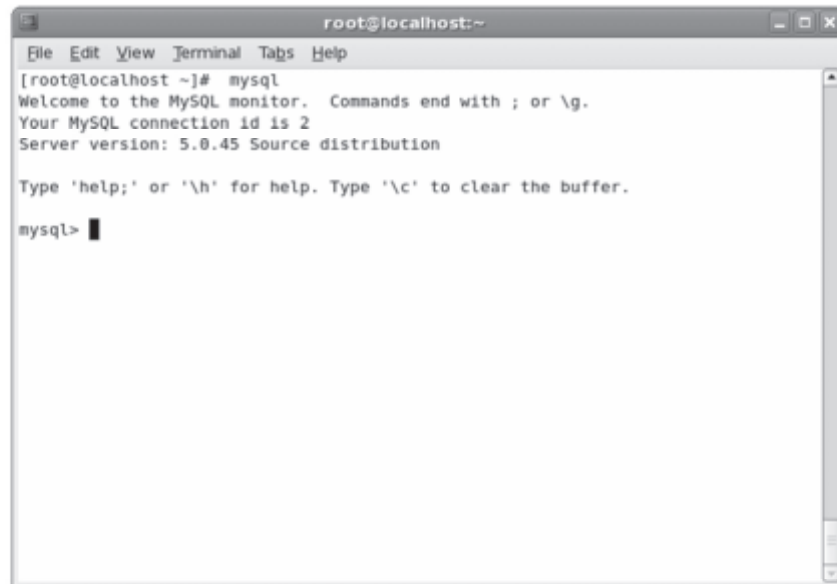 root@localhost:~
File Edit View Terminal Tabs Help
[root@localhost ~]# mysql
Welcome to the MySQL monitor. Commands end with ; or \g.
Your MySQL connection id is 2
Server version: 5.0.45 Source distribution
Type 'help;' or '\h' for help. Type '\c' to clear the buffer.
mysql>